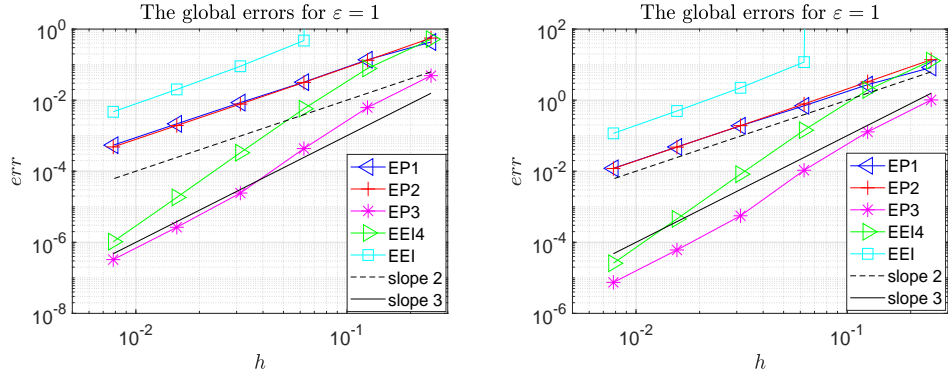 The global errors for ε = 1
10^0
10^-2
10^-4
10^-6
10^-8
err
10^-2
10^-1
h
EP1
EP2
EP3
EEI4
EEI
slope 2
slope 3
The global errors for ε = 1
10^2
10^0
10^-2
10^-4
10^-6
err
10^-2
10^-1
h
EP1
EP2
EP3
EEI4
EEI
slope 2
slope 3